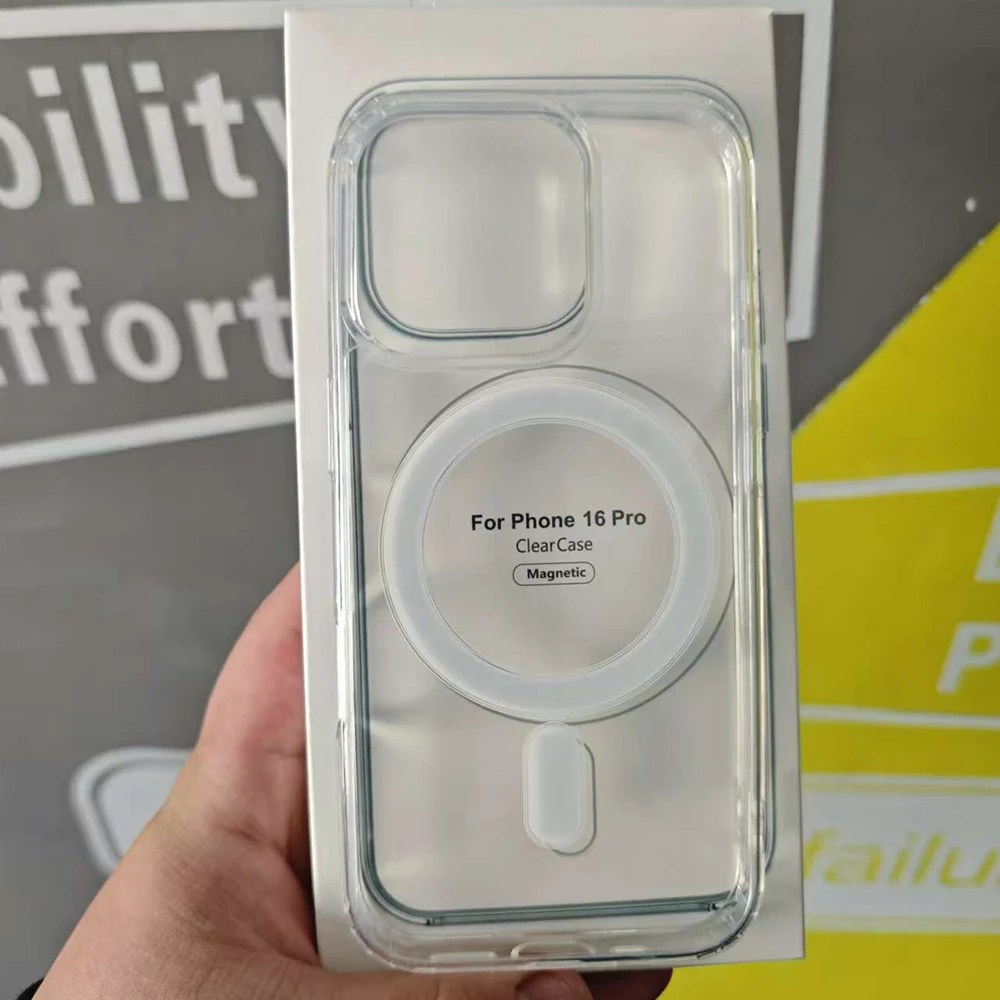 bility
ffort
For Phone 16 Pro
ClearCase
Magnetic
P
failu